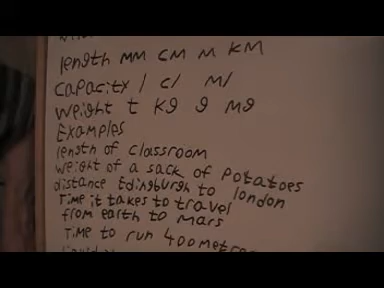 length mm cm m km
capacity l cl ml
weight t kg g mg
Examples
length of classroom
weight of a sack of potatoes
distance Edingburgh to london
Time it takes to travel
from earth to mars
Time to run 400metres